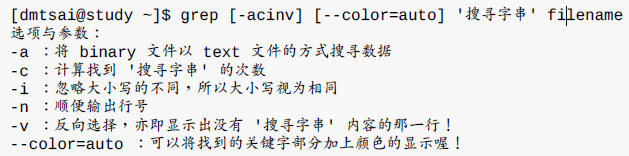 [dmtsai@study ~]$ grep [-acinv] [--color=auto] '搜寻字串' filename
选项与参数：
-a ：将 binary 文件以 text 文件的方式搜寻数据
-c ：计算找到 '搜寻字串' 的次数
-i ：忽略大小写的不同，所以大小写视为相同
-n ：顺便输出行号
-v ：反向选择，亦即显示出没有 '搜寻字串' 内容的那一行！
--color=auto ：可以将找到的关键字部分加上颜色的显示喔！